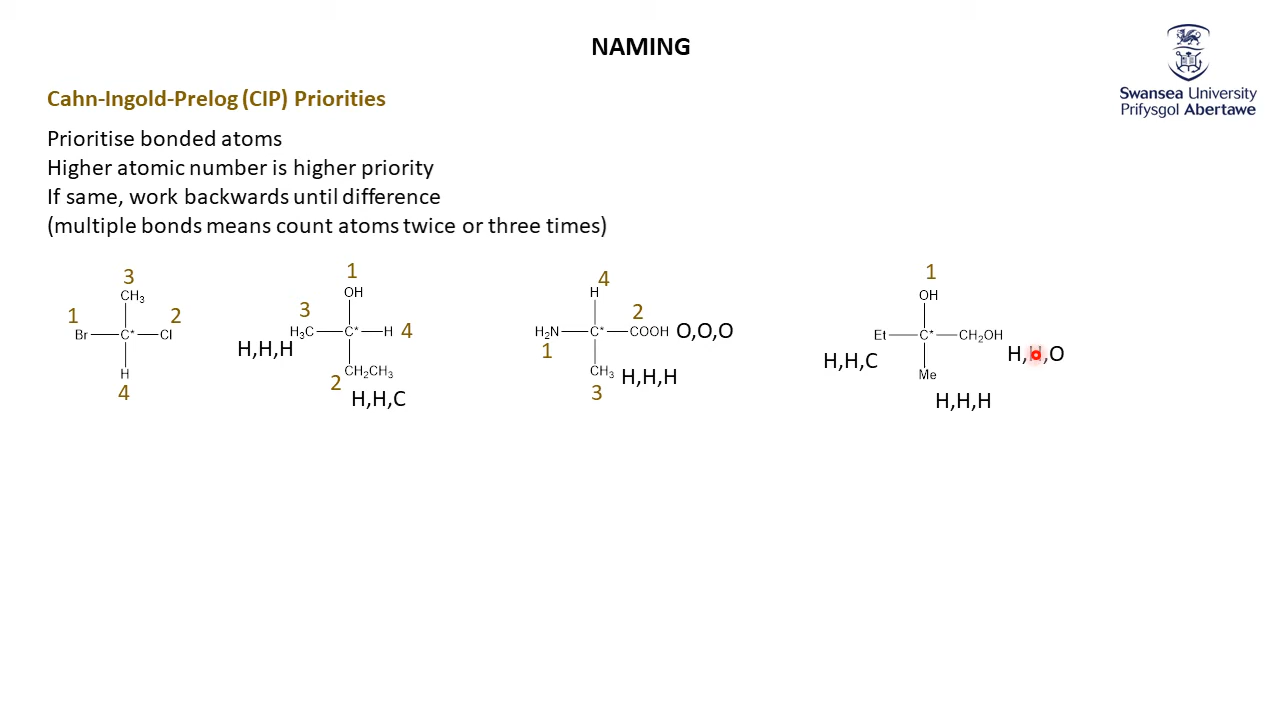 NAMING
Swansea University
Prifysgol Abertawe
Cahn-Ingold-Prelog (CIP) Priorities
Prioritise bonded atoms
Higher atomic number is higher priority
If same, work backwards until difference
(multiple bonds means count atoms twice or three times)
3
CH3
1
2
Br
C*
Cl
H
4
1
OH
3
H3C
C*
H
4
H,H,H
CH2CH3
2
H,H,C
4
H
2
H2N
C*
COOH
O,O,O
1
CH3
H,H,H
3
1
OH
Et
C*
CH2OH
H,H,C
H,H,O
Me
H,H,H